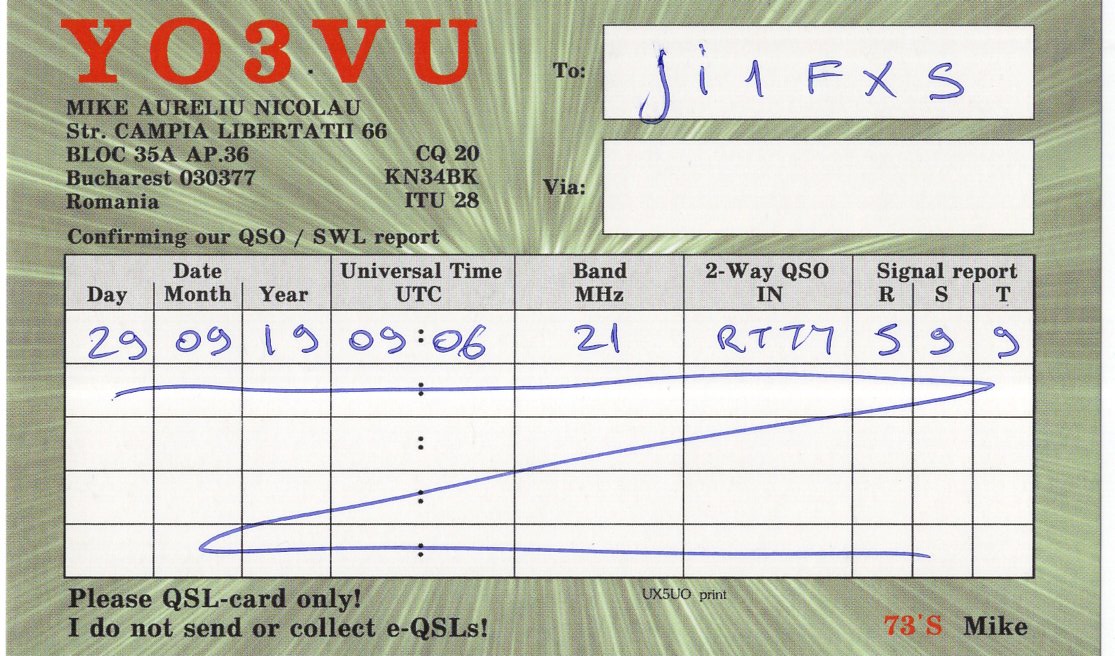 YO3VU
To: Ji1FXS
MIKE AURELIU NICOLAU
Str. CAMPIA LIBERTATII 66
BLOC 35A AP.36 CQ 20
Bucharest 030377 KN34BK
Via:
Romania ITU 28
Confirming our QSO / SWL report
Date Universal Time Band 2-Way QSO Signal report
Day Month Year UTC MHz IN R S T
29 09 19 09:06 21 RTTY 5 9 9
:
:
:
:
Please QSL-card only!
UX5UO print
I do not send or collect e-QSLs!
73'S Mike